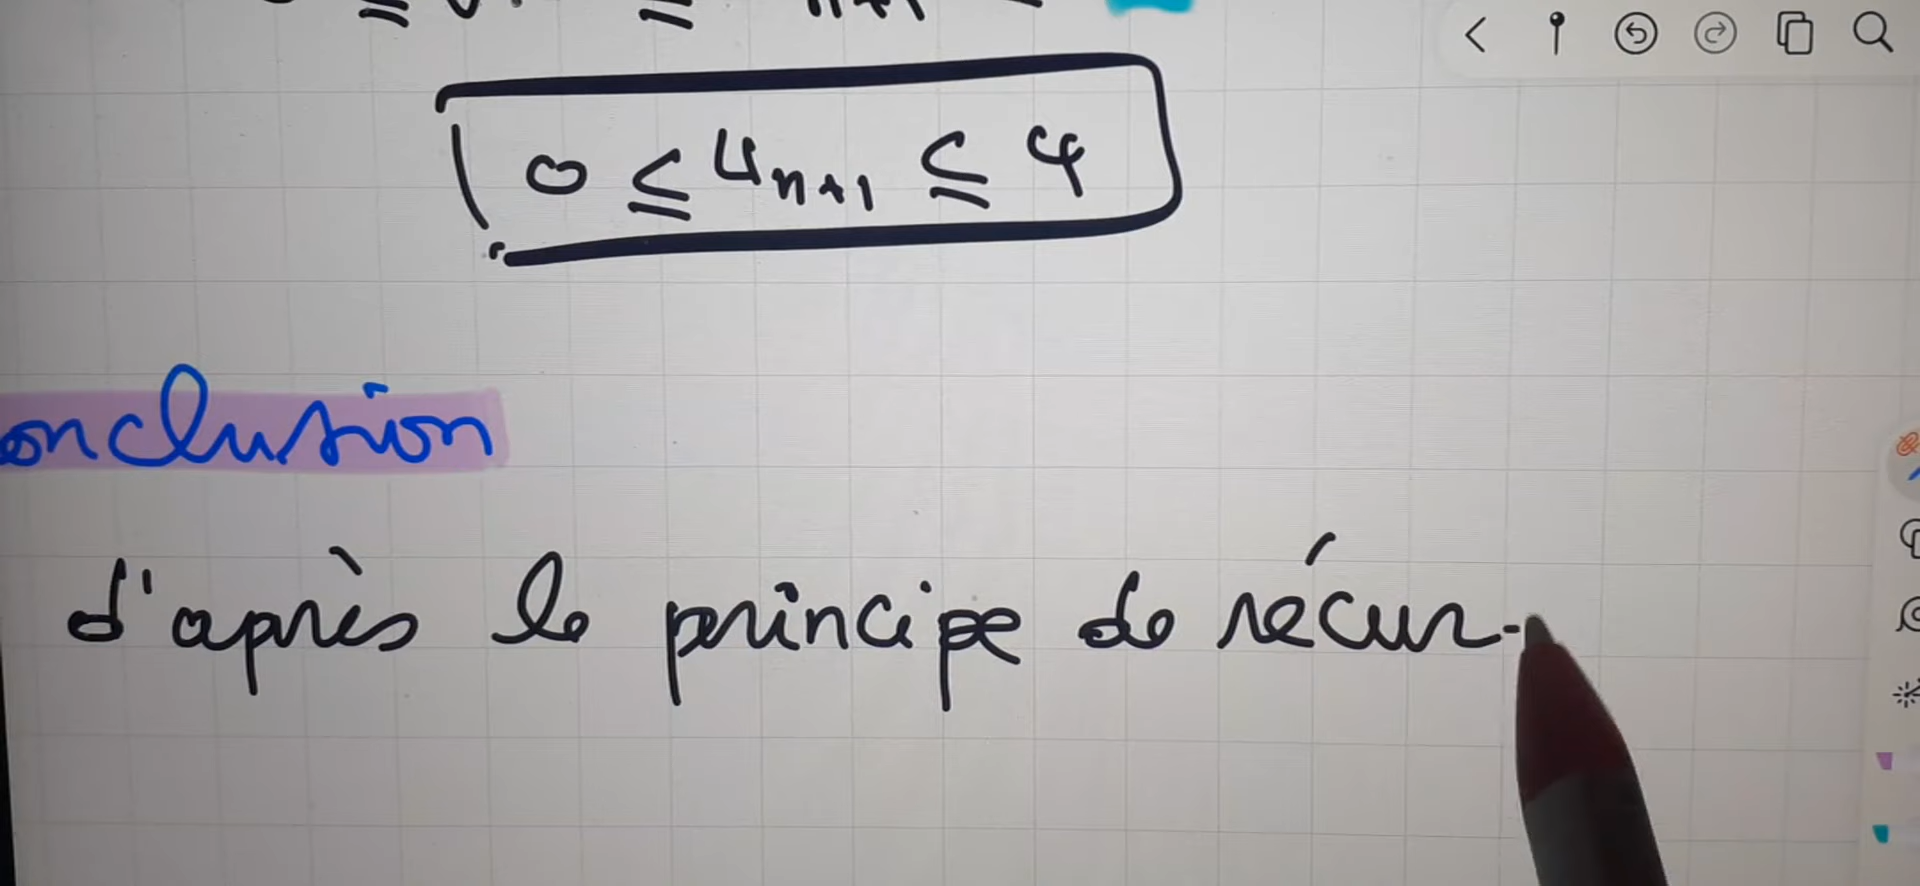 0 ≤ u_{n+1} ≤ 4
onclusion
d'après le principe de récur-